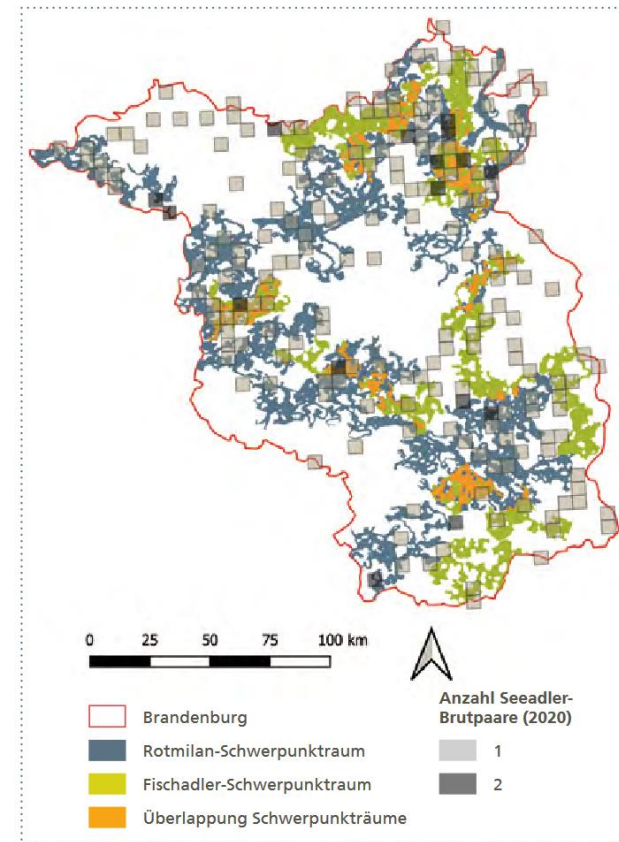 0 25 50 75 100 km
Brandenburg
Rotmilan-Schwerpunktraum
Fischadler-Schwerpunktraum
Überlappung Schwerpunkträume
Anzahl Seeadler-
Brutpaare (2020)
1
2